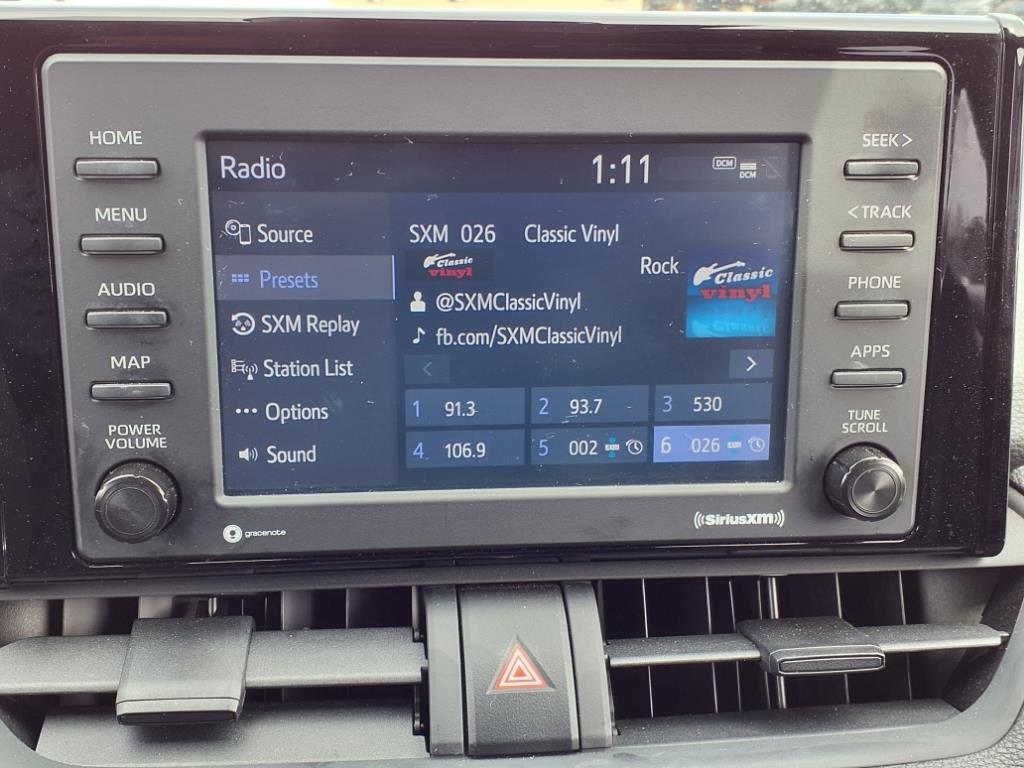 HOME
MENU
AUDIO
MAP
POWER
VOLUME
Radio 1:11 DCM DCM
Source
Presets
SXM Replay
Station List
Options
Sound
SXM 026 Classic Vinyl
Classic
vinyl
Rock
Classic
vinyl
@SXMClassicVinyl
fb.com/SXMClassicVinyl
< >
1 91.3 2 93.7 3 530
4 106.9 5 002 SXM 6 026 SXM
SEEK >
< TRACK
PHONE
APPS
TUNE
SCROLL
g gracenote
((SiriusXM))